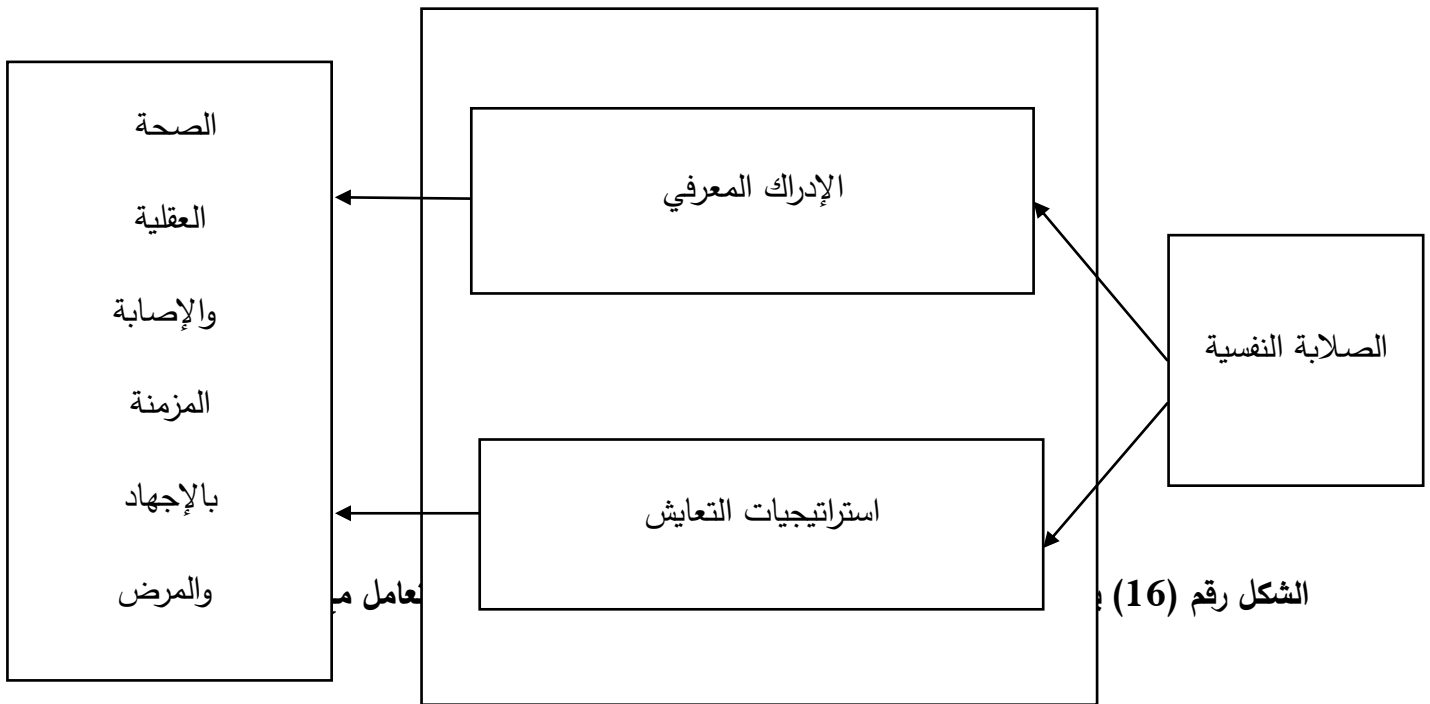 الصلابة النفسية
الإدراك المعرفي
استراتيجيات التعايش
الصحة
العقلية
والإصابة
المزمنة
بالإجهاد
والمرض
الشكل رقم (16)